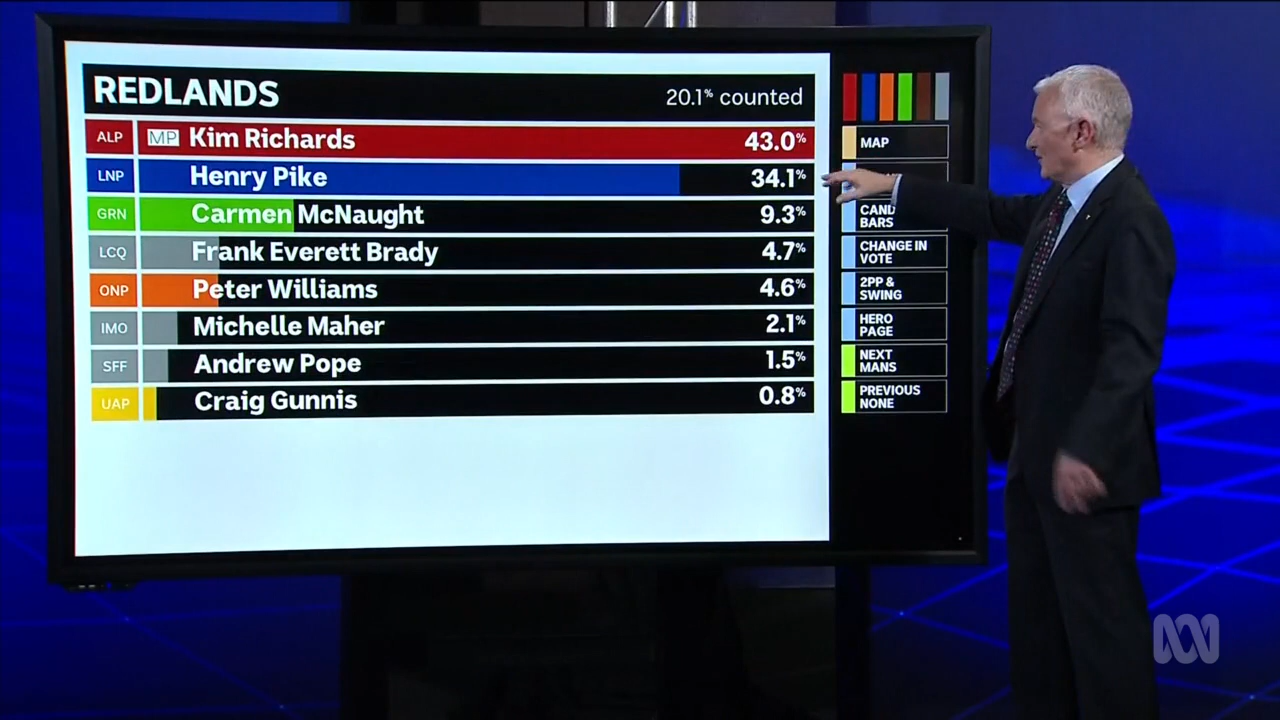 REDLANDS
20.1% counted
ALP MP Kim Richards 43.0%
LNP Henry Pike 34.1%
GRN Carmen McNaught 9.3%
LCQ Frank Everett Brady 4.7%
ONP Peter Williams 4.6%
IMO Michelle Maher 2.1%
SFF Andrew Pope 1.5%
UAP Craig Gunnis 0.8%
MAP
BARS
CHANGE IN
VOTE
2PP &
SWING
HERO
PAGE
NEXT
MANS
PREVIOUS
NONE